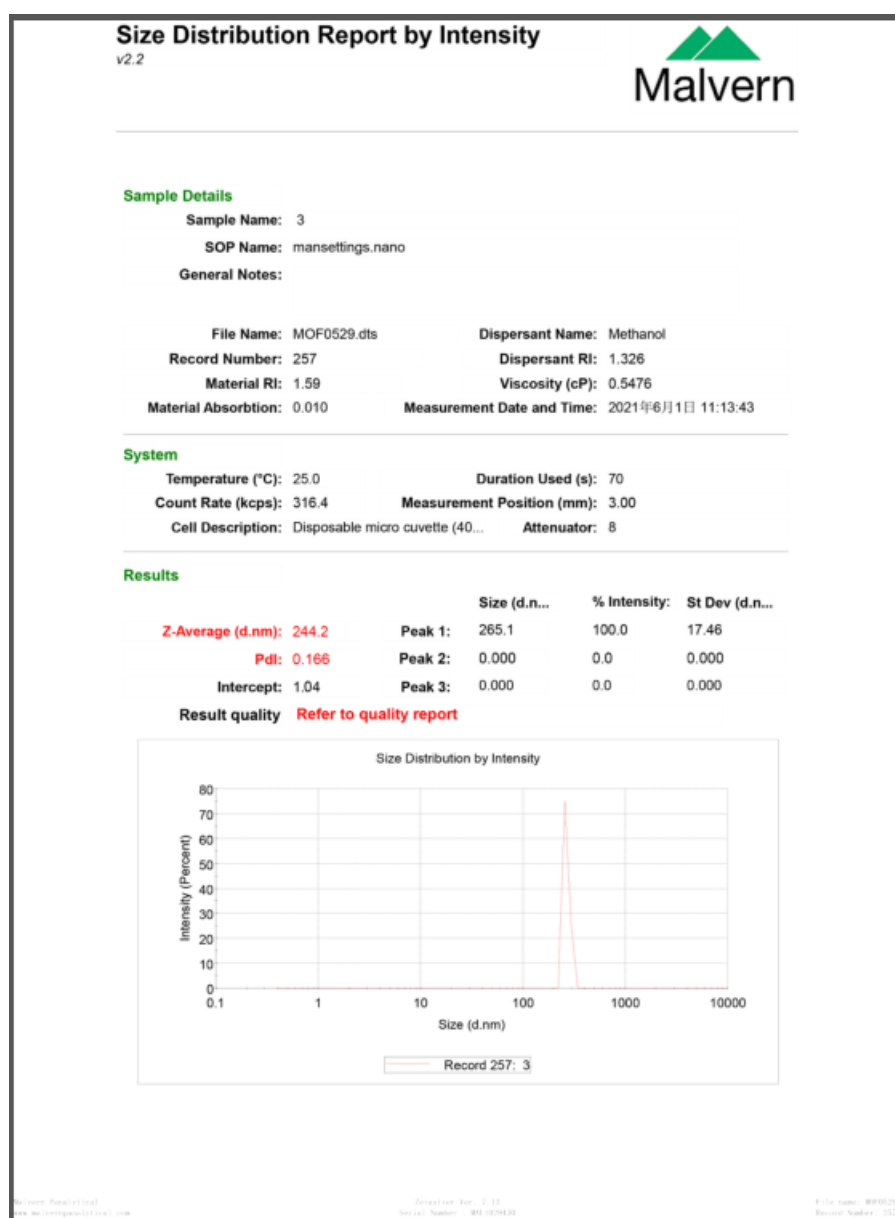 Size Distribution Report by Intensity
v2.2
Malvern
Sample Details
Sample Name: 3
SOP Name: mansettings.nano
General Notes:
File Name: MOF0529.dts Dispersant Name: Methanol
Record Number: 257 Dispersant RI: 1.326
Material RI: 1.59 Viscosity (cP): 0.5476
Material Absorbtion: 0.010 Measurement Date and Time: 2021年6月1日 11:13:43
System
Temperature (°C): 25.0 Duration Used (s): 70
Count Rate (kcps): 316.4 Measurement Position (mm): 3.00
Cell Description: Disposable micro cuvette (40... Attenuator: 8
Results
Size (d.n... % Intensity: St Dev (d.n...
Z-Average (d.nm): 244.2 Peak 1: 265.1 100.0 17.46
PdI: 0.166 Peak 2: 0.000 0.0 0.000
Intercept: 1.04 Peak 3: 0.000 0.0 0.000
Result quality Refer to quality report
Size Distribution by Intensity
80
70
60
50
40
30
20
10
0
Intensity (Percent)
0.1 1 10 100 1000 10000
Size (d.nm)
Record 257: 3
Malvern Panalytical
www.malvernpanalytical.com